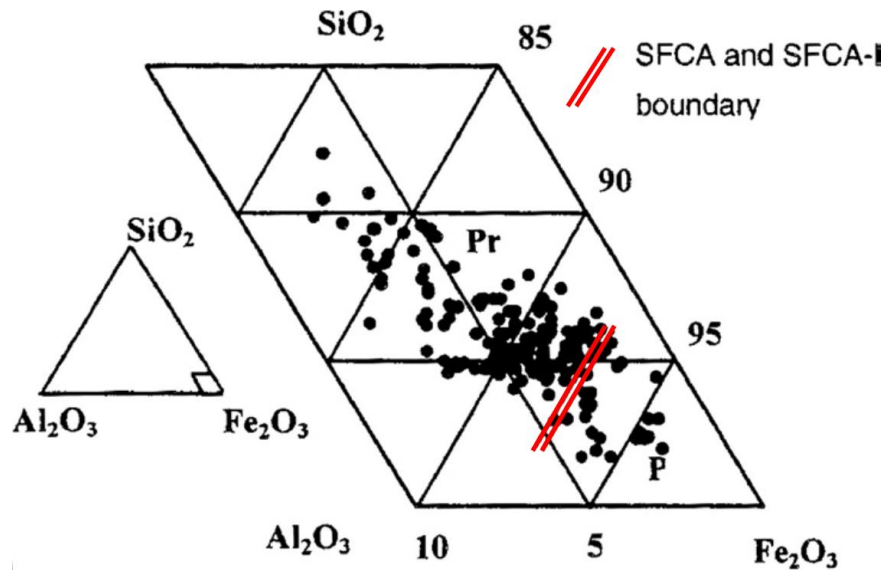 SiO₂
85
SFCA and SFCA-I
boundary
90
SiO₂
Pr
95
Al₂O₃
Fe₂O₃
P
Al₂O₃
10
5
Fe₂O₃